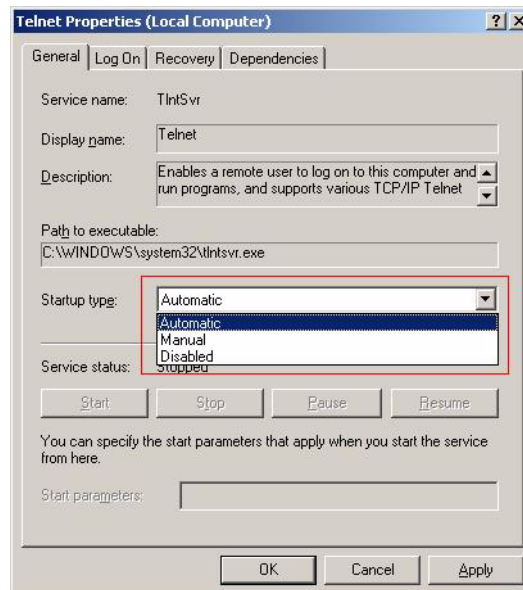 Telnet Properties (Local Computer)
General Log On Recovery Dependencies
Service name: TlntSvr
Display name: Telnet
Description: Enables a remote user to log on to this computer and
run programs, and supports various TCP/IP Telnet
Path to executable:
C:\WINDOWS\system32\tlntsvr.exe
Startup type: Automatic
Automatic
Manual
Disabled
Service status: Stopped
Start Stop Pause Resume
You can specify the start parameters that apply when you start the service
from here.
Start parameters:
OK Cancel Apply